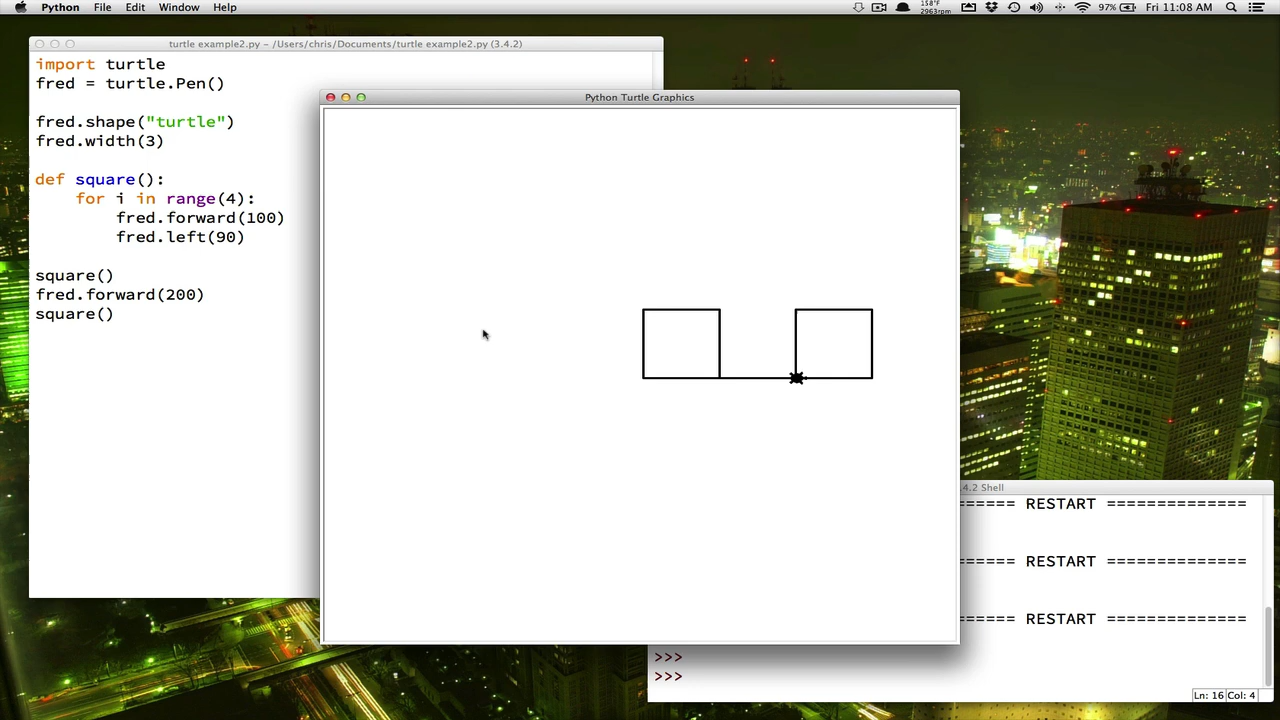 Python File Edit Window Help
158°F
2963rpm
97%
Fri 11:08 AM
turtle example2.py – /Users/chris/Documents/turtle example2.py (3.4.2)
import turtle
fred = turtle.Pen()
fred.shape("turtle")
fred.width(3)
def square():
for i in range(4):
fred.forward(100)
fred.left(90)
square()
fred.forward(200)
square()
Python Turtle Graphics
.4.2 Shell
====== RESTART ==============
====== RESTART ==============
====== RESTART ==============
>>>
>>>
Ln: 16 Col: 4